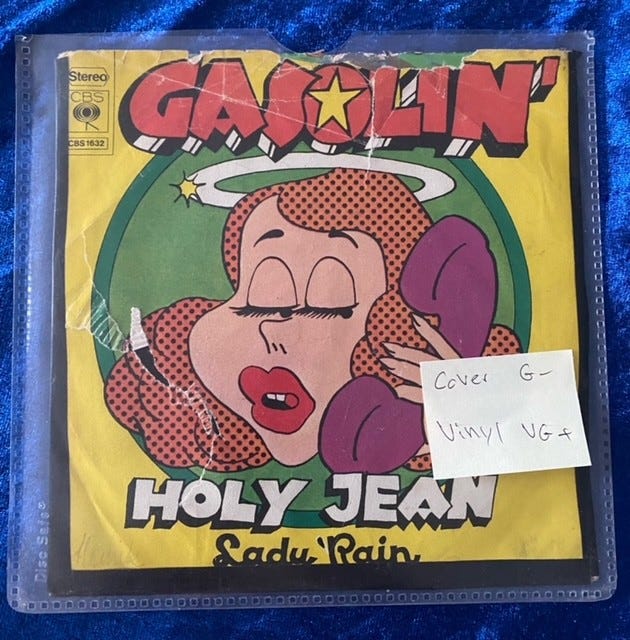 Stereo
CBS
CBS 1632
GASOLIN'
Cover G-
Vinyl VG+
HOLY JEAN
Lady Rain
Disc Safe®